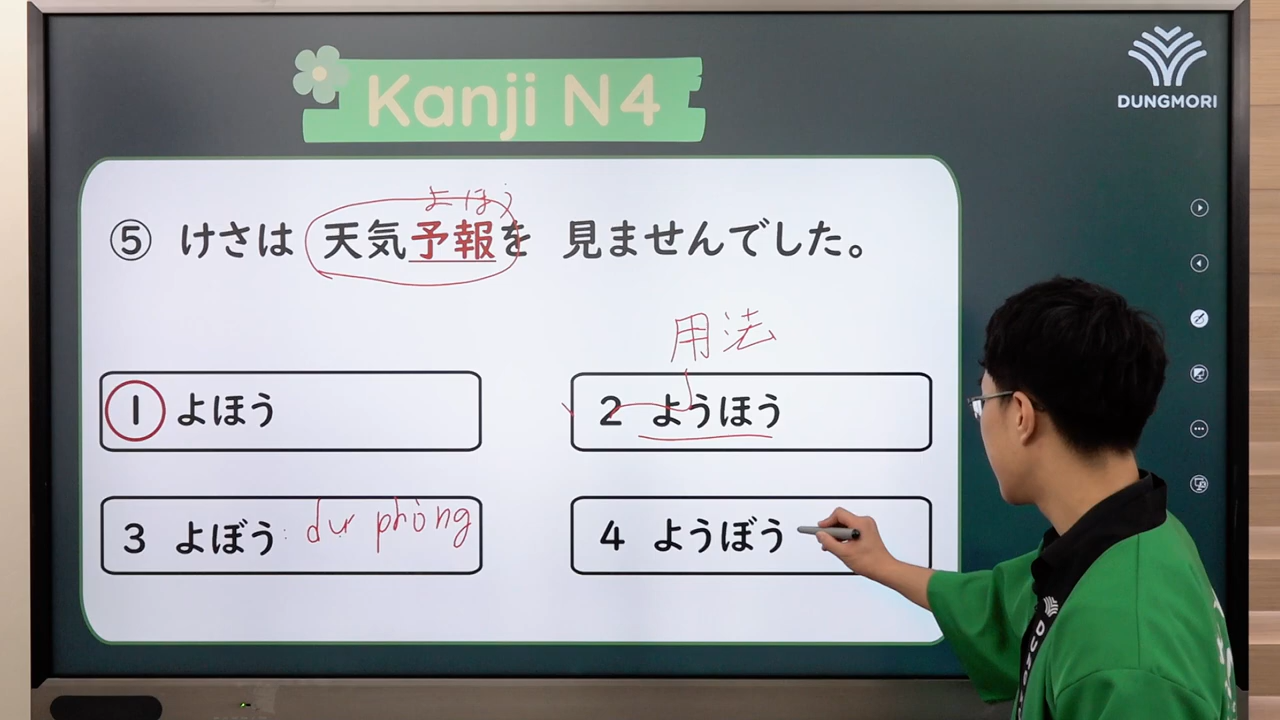 Kanji N4
DUNGMORI
よほう
⑤ けさは 天気予報を 見ませんでした。
用法
1 よほう
2 ようほう
3 よぼう : dự phòng
4 ようぼう